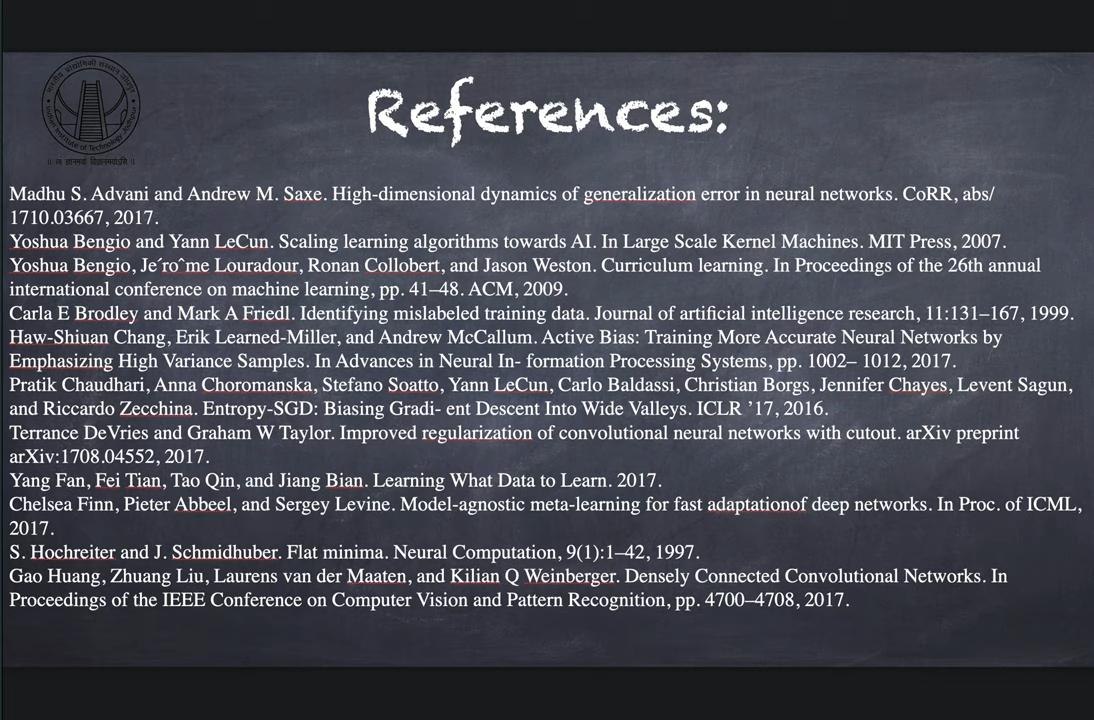 भारतीय प्रौद्योगिकी संस्थान जोधपुर
Indian Institute of Technology Jodhpur
॥ त्वं ज्ञानमयो विज्ञानमयोऽसि ॥
References:
Madhu S. Advani and Andrew M. Saxe. High-dimensional dynamics of generalization error in neural networks. CoRR, abs/
1710.03667, 2017.
Yoshua Bengio and Yann LeCun. Scaling learning algorithms towards AI. In Large Scale Kernel Machines. MIT Press, 2007.
Yoshua Bengio, Je´roˆme Louradour, Ronan Collobert, and Jason Weston. Curriculum learning. In Proceedings of the 26th annual
international conference on machine learning, pp. 41–48. ACM, 2009.
Carla E Brodley and Mark A Friedl. Identifying mislabeled training data. Journal of artificial intelligence research, 11:131–167, 1999.
Haw-Shiuan Chang, Erik Learned-Miller, and Andrew McCallum. Active Bias: Training More Accurate Neural Networks by
Emphasizing High Variance Samples. In Advances in Neural In- formation Processing Systems, pp. 1002– 1012, 2017.
Pratik Chaudhari, Anna Choromanska, Stefano Soatto, Yann LeCun, Carlo Baldassi, Christian Borgs, Jennifer Chayes, Levent Sagun,
and Riccardo Zecchina. Entropy-SGD: Biasing Gradi- ent Descent Into Wide Valleys. ICLR ’17, 2016.
Terrance DeVries and Graham W Taylor. Improved regularization of convolutional neural networks with cutout. arXiv preprint
arXiv:1708.04552, 2017.
Yang Fan, Fei Tian, Tao Qin, and Jiang Bian. Learning What Data to Learn. 2017.
Chelsea Finn, Pieter Abbeel, and Sergey Levine. Model-agnostic meta-learning for fast adaptationof deep networks. In Proc. of ICML,
2017.
S. Hochreiter and J. Schmidhuber. Flat minima. Neural Computation, 9(1):1–42, 1997.
Gao Huang, Zhuang Liu, Laurens van der Maaten, and Kilian Q Weinberger. Densely Connected Convolutional Networks. In
Proceedings of the IEEE Conference on Computer Vision and Pattern Recognition, pp. 4700–4708, 2017.